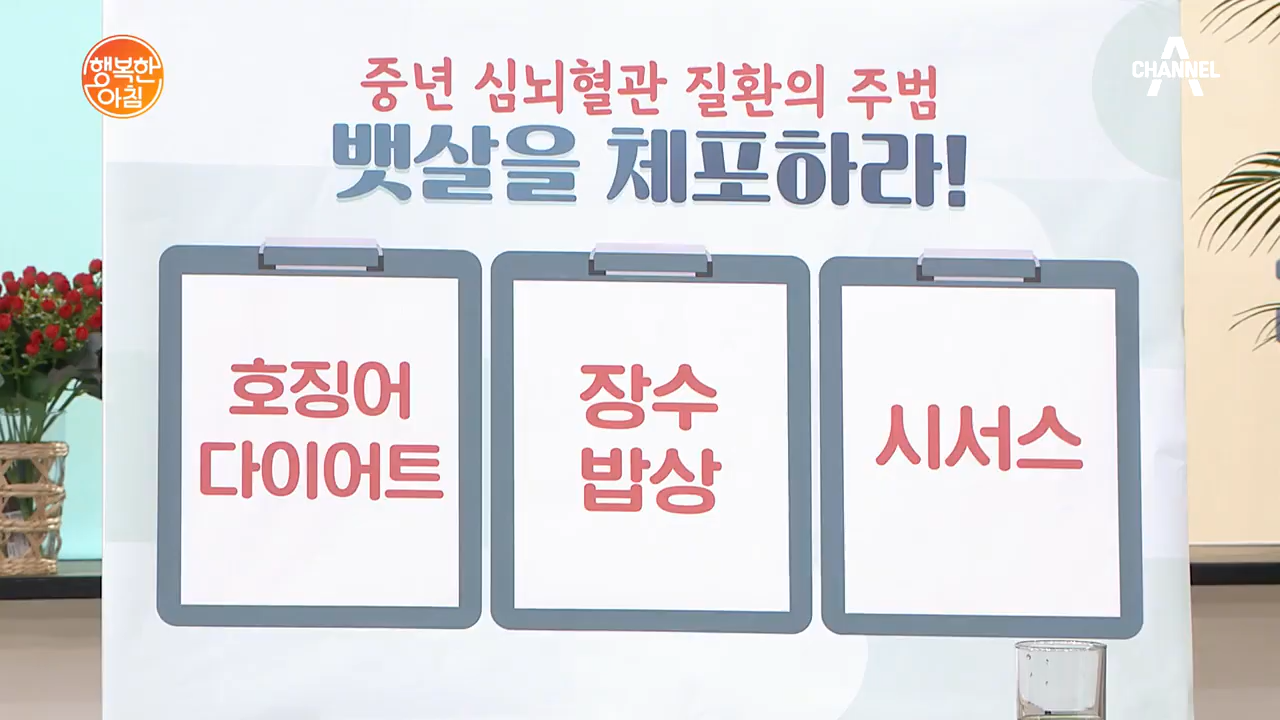 행복한
아침
CHANNEL A
중년 심뇌혈관 질환의 주범
뱃살을 체포하라!
호징어
다이어트
장수
밥상
시서스